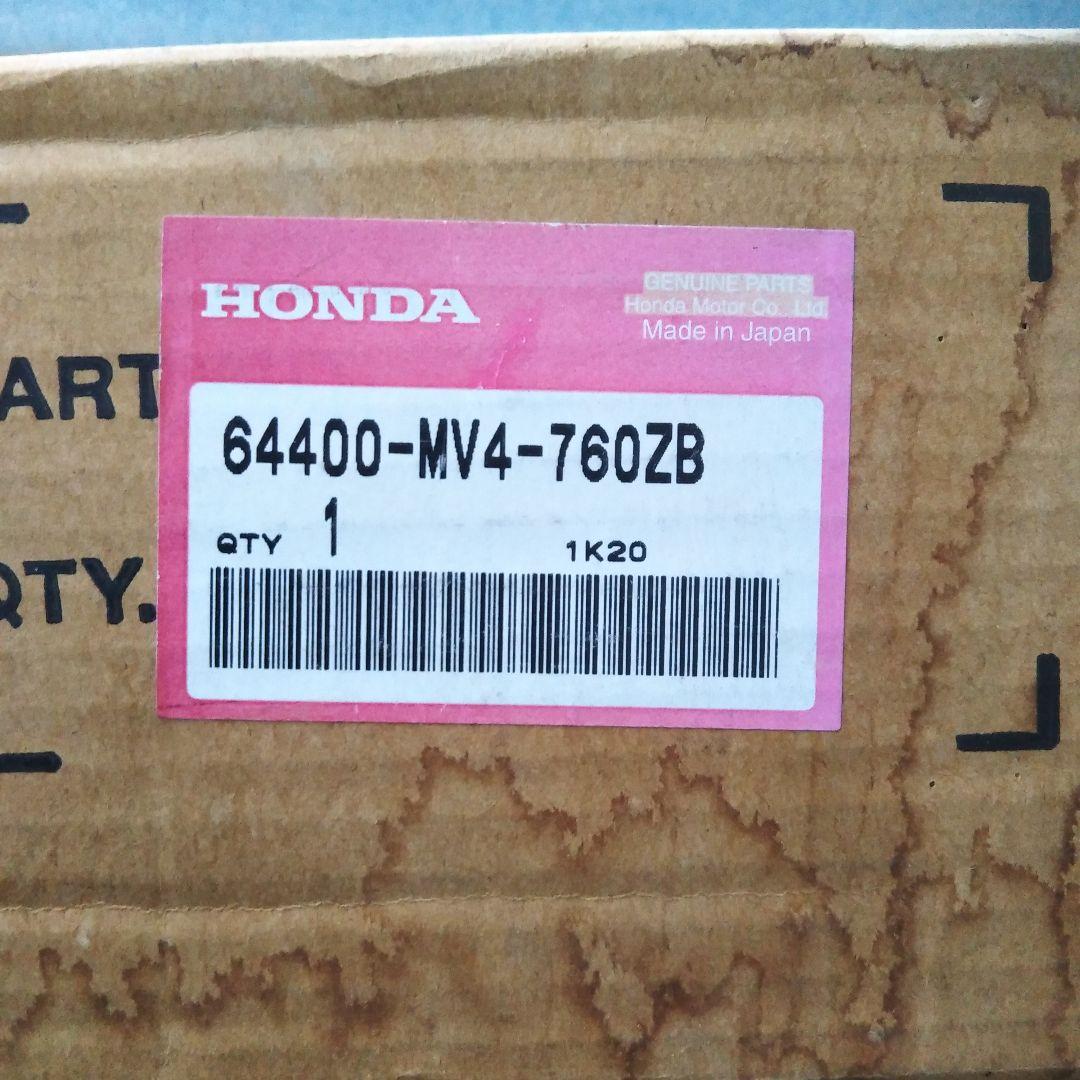 HONDA
GENUINE PARTS
Honda Motor Co., Ltd.
Made in Japan
ART
64400-MV4-760ZB
QTY 1
1K20
QTY.